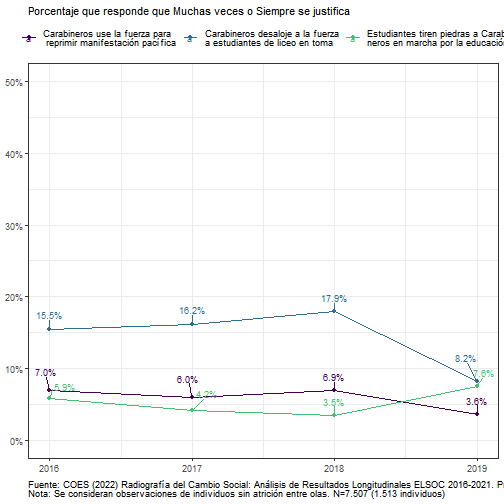 Porcentaje que responde que Muchas veces o Siempre se justifica
Carabineros use la fuerza para
reprimir manifestación pacífica
Carabineros desaloje a la fuerza
a estudiantes de liceo en toma
Estudiantes tiren piedras a Carab
neros en marcha por la educació
50%
40%
30%
20%
10%
0%
15.5%
16.2%
17.9%
8.2%
7.0%
6.0%
6.9%
3.6%
5.9%
4.2%
3.5%
7.6%
2016
2017
2018
2019
Fuente: COES (2022) Radiografía del Cambio Social: Análisis de Resultados Longitudinales ELSOC 2016-2021. P
Nota: Se consideran observaciones de individuos sin atrición entre olas. N=7.507 (1.513 individuos)